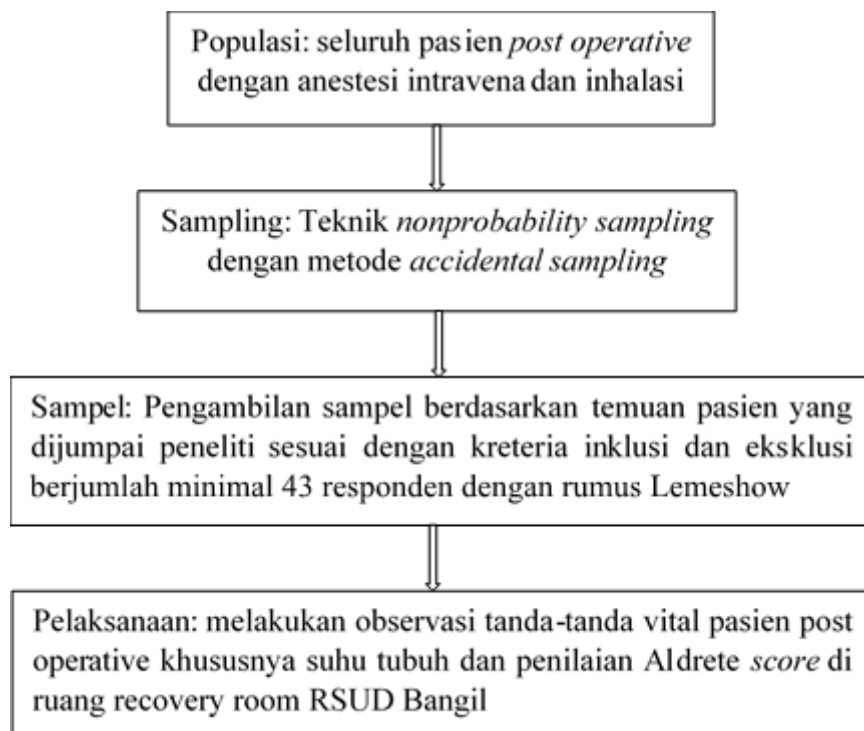 Populasi: seluruh pasien post operative
dengan anestesi intravena dan inhalasi
Sampling: Teknik nonprobability sampling
dengan metode accidental sampling
Sampel: Pengambilan sampel berdasarkan temuan pasien yang
dijumpai peneliti sesuai dengan kreteria inklusi dan eksklusi
berjumlah minimal 43 responden dengan rumus Lemeshow
Pelaksanaan: melakukan observasi tanda-tanda vital pasien post
operative khususnya suhu tubuh dan penilaian Aldrete score di
ruang recovery room RSUD Bangil